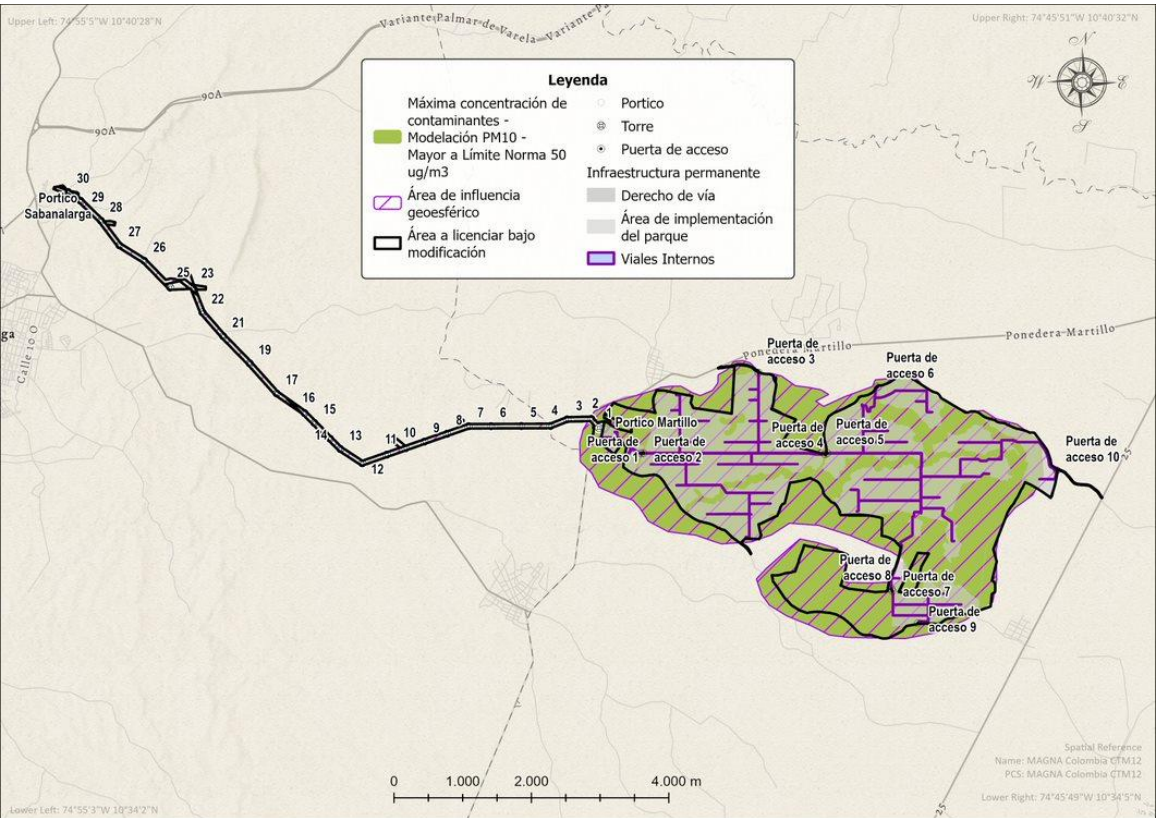 Upper Left: 74°55'5"W 10°40'28"N
Upper Right: 74°45'51"W 10°40'32"N
Variante Palmar de Varela - Variante P
N
W
E
S
90A
90A
Leyenda
Máxima concentración de
contaminantes -
Modelación PM10 -
Mayor a Límite Norma 50
ug/m3
Área de influencia
geoesférico
Área a licenciar bajo
modificación
Portico
Torre
Puerta de acceso
Infraestructura permanente
Derecho de vía
Área de implementación
del parque
Viales Internos
30
Portico
Sabanalarga
29
28
27
26
25
23
22
21
19
17
16
15
14
13
12
11
10
9
8
7
6
5
4
3
2
1
ga
Calle 10 O
Ponedera Martillo
Ponedera Martillo
Puerta de
acceso 3
Puerta de
acceso 6
Portico Martillo
Puerta de
acceso 1
Puerta de
acceso 2
Puerta de
acceso 4
Puerta de
acceso 5
Puerta de
acceso 10
25
Puerta de
acceso 8
Puerta de
acceso 7
Puerta de
acceso 9
0
1.000
2.000
4.000 m
25
Spatial Reference
Name: MAGNA Colombia CTM12
PCS: MAGNA Colombia CTM12
Lower Left: 74°55'3"W 10°34'2"N
Lower Right: 74°45'49"W 10°34'5"N